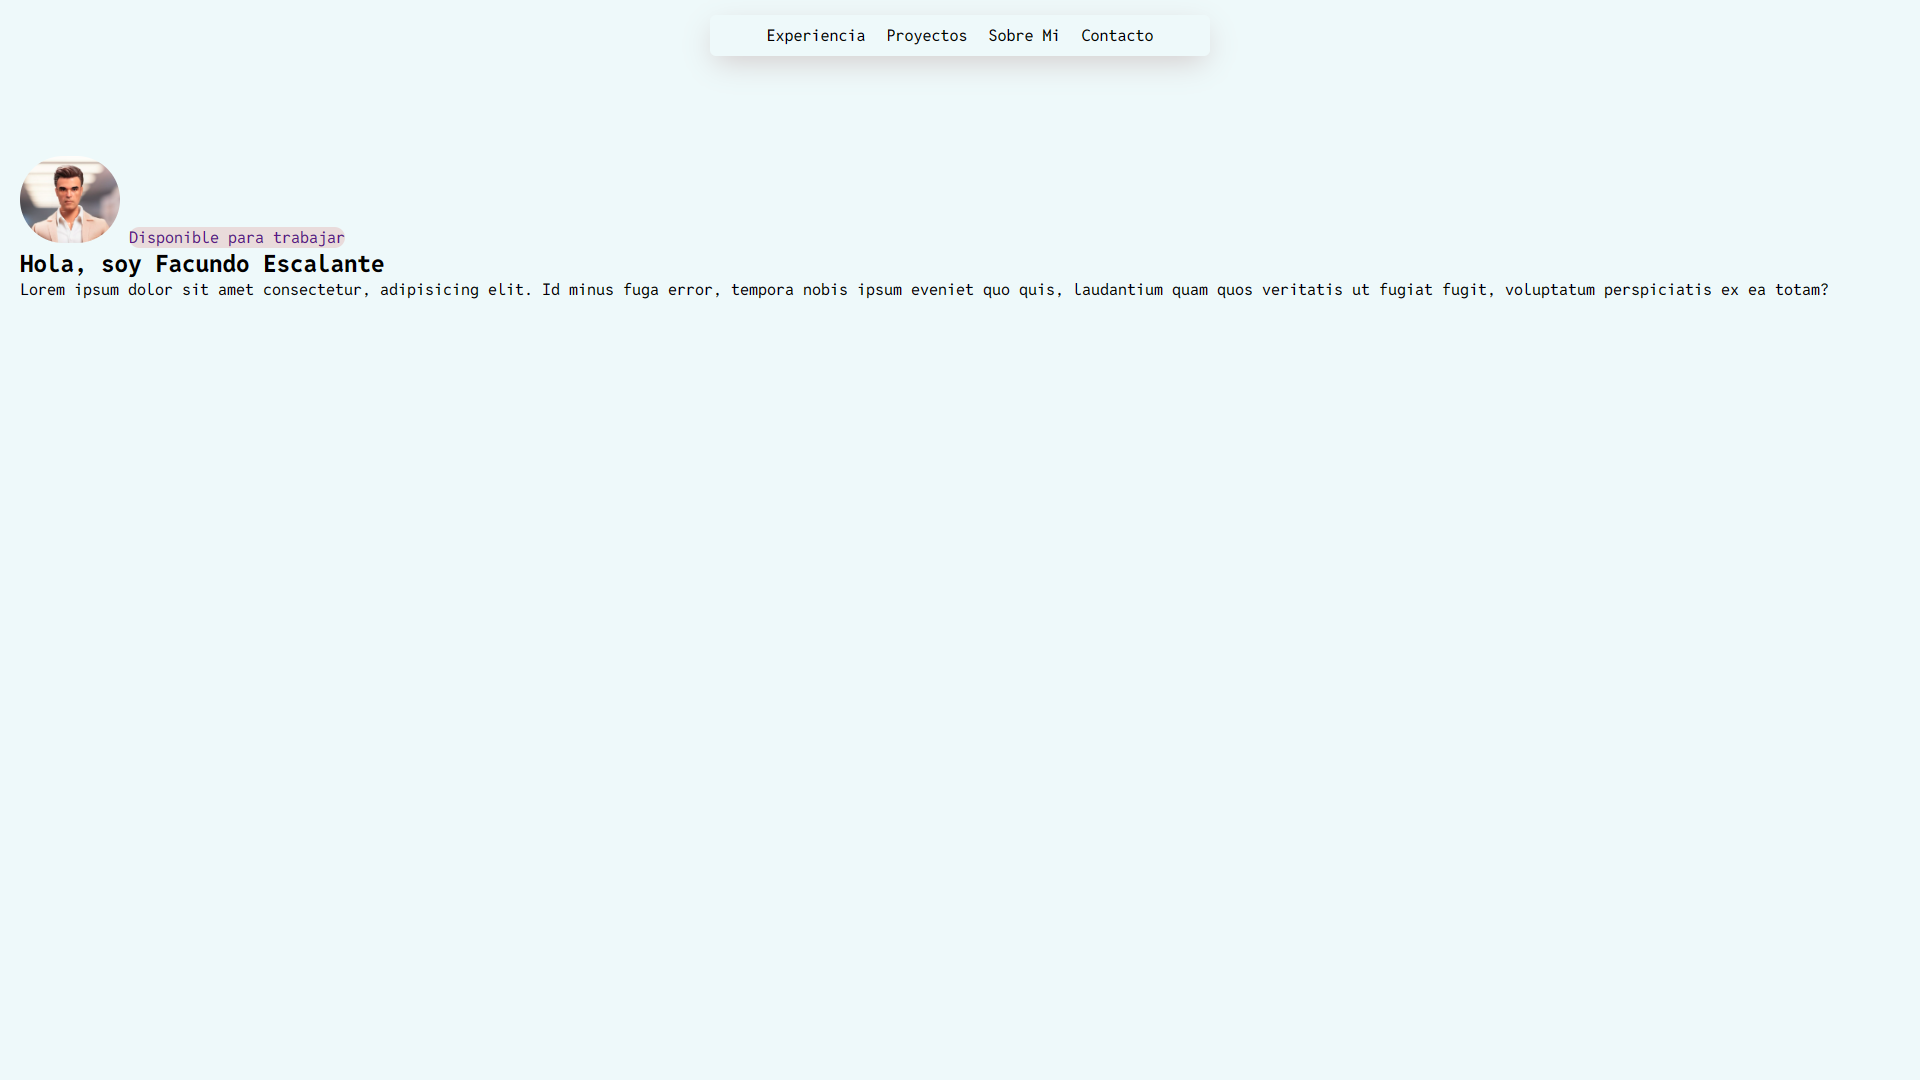 Experiencia Proyectos Sobre Mi Contacto
Disponible para trabajar
Hola, soy Facundo Escalante
Lorem ipsum dolor sit amet consectetur, adipisicing elit. Id minus fuga error, tempora nobis ipsum eveniet quo quis, laudantium quam quos veritatis ut fugiat fugit, voluptatum perspiciatis ex ea totam?